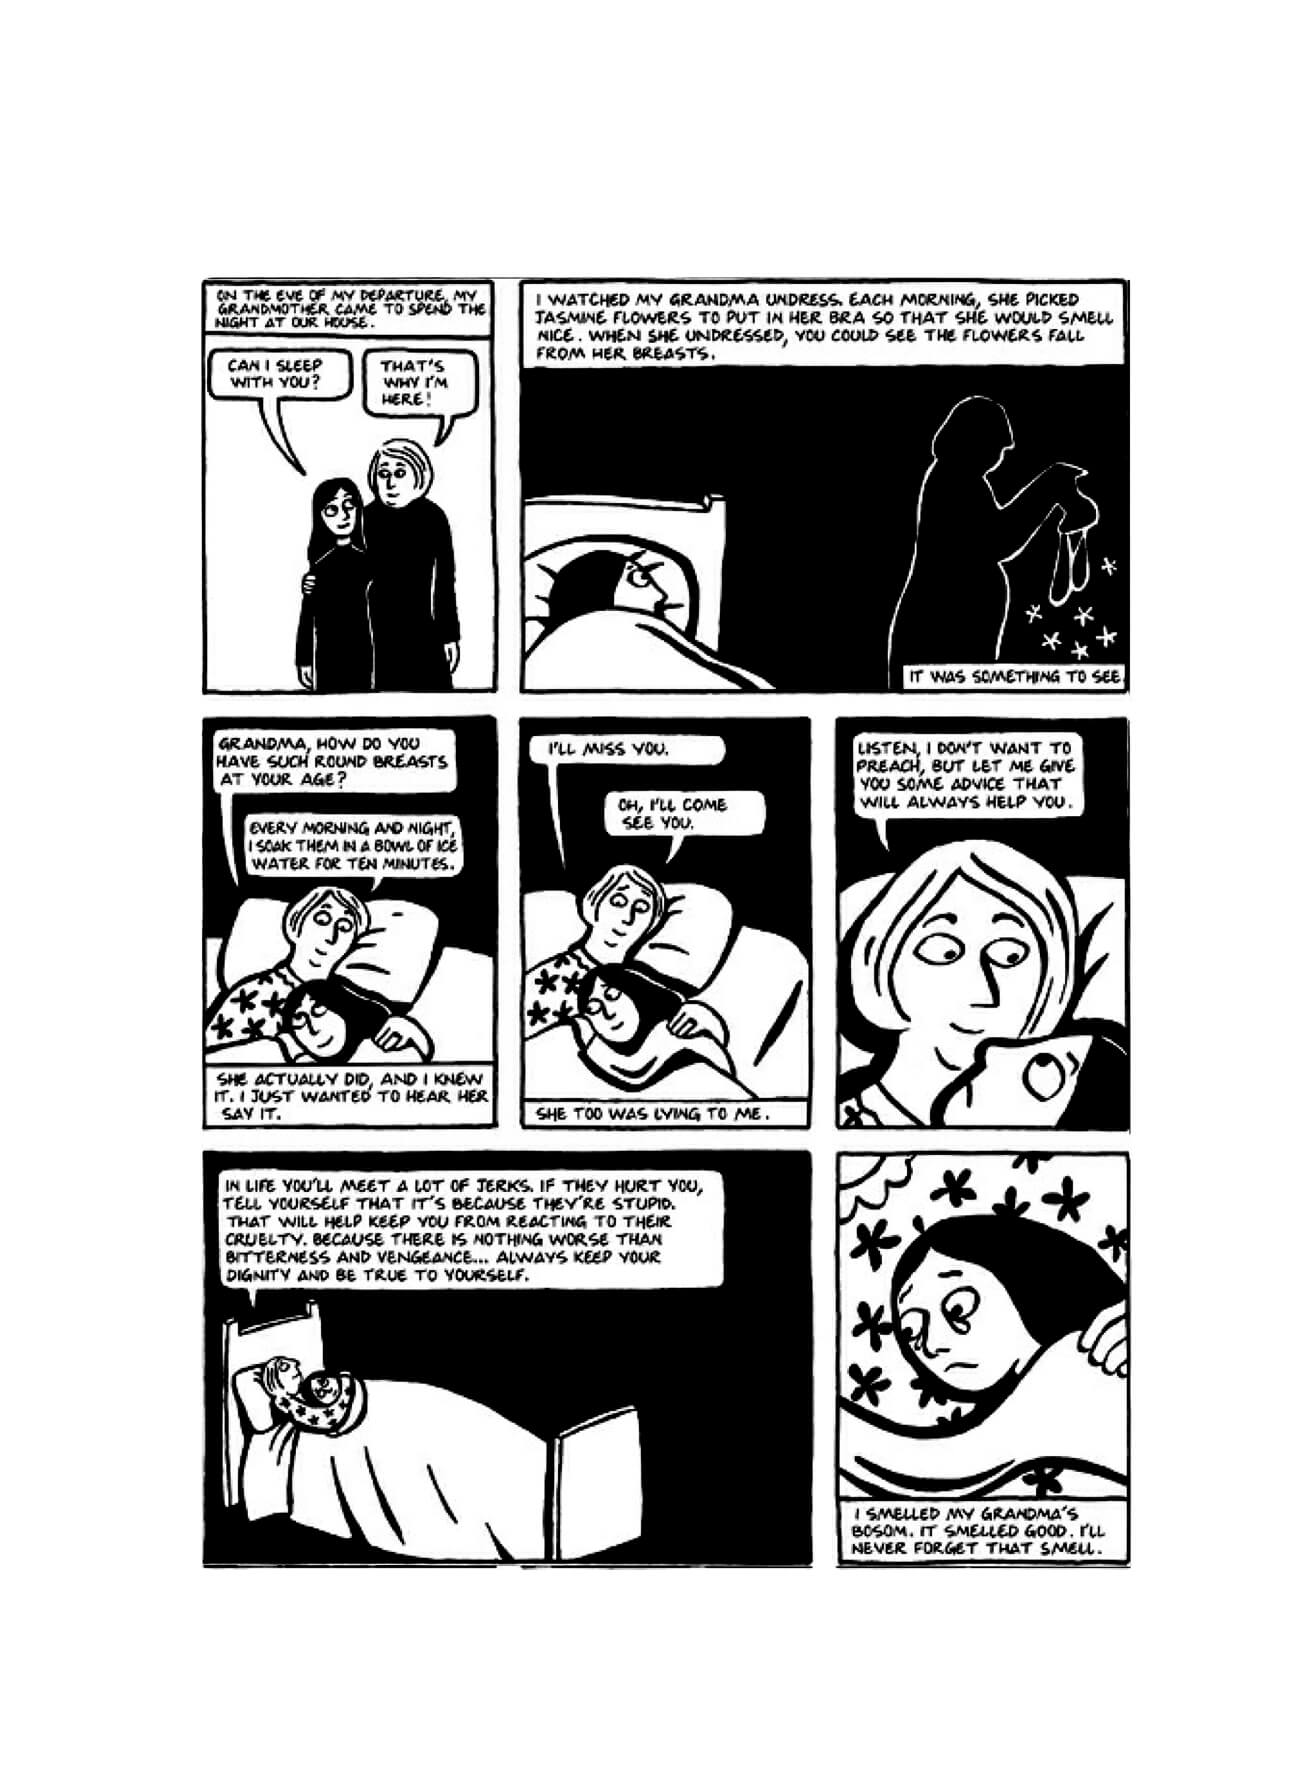 ON THE EVE OF MY DEPARTURE, MY
GRANDMOTHER CAME TO SPEND THE
NIGHT AT OUR HOUSE.
CAN I SLEEP
WITH YOU?
THAT'S
WHY I'M
HERE!
I WATCHED MY GRANDMA UNDRESS. EACH MORNING, SHE PICKED
JASMINE FLOWERS TO PUT IN HER BRA SO THAT SHE WOULD SMELL
NICE. WHEN SHE UNDRESSED, YOU COULD SEE THE FLOWERS FALL
FROM HER BREASTS.
IT WAS SOMETHING TO SEE.
GRANDMA, HOW DO YOU
HAVE SUCH ROUND BREASTS
AT YOUR AGE?
EVERY MORNING AND NIGHT,
I SOAK THEM IN A BOWL OF ICE
WATER FOR TEN MINUTES.
SHE ACTUALLY DID, AND I KNEW
IT. I JUST WANTED TO HEAR HER
SAY IT.
I'LL MISS YOU.
OH, I'LL COME
SEE YOU.
SHE TOO WAS LYING TO ME.
LISTEN, I DON'T WANT TO
PREACH, BUT LET ME GIVE
YOU SOME ADVICE THAT
WILL ALWAYS HELP YOU.
IN LIFE YOU'LL MEET A LOT OF JERKS. IF THEY HURT YOU,
TELL YOURSELF THAT IT'S BECAUSE THEY'RE STUPID.
THAT WILL HELP KEEP YOU FROM REACTING TO THEIR
CRUELTY. BECAUSE THERE IS NOTHING WORSE THAN
BITTERNESS AND VENGEANCE... ALWAYS KEEP YOUR
DIGNITY AND BE TRUE TO YOURSELF.
I SMELLED MY GRANDMA'S
BOSOM. IT SMELLED GOOD. I'LL
NEVER FORGET THAT SMELL.